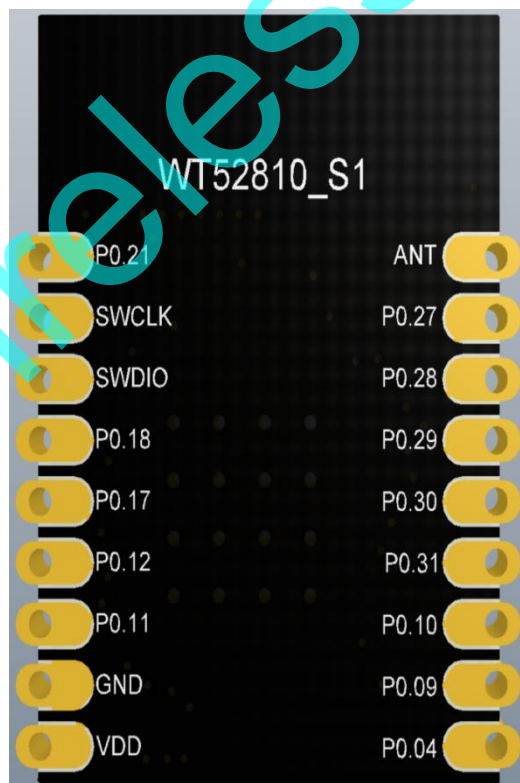 WT52810_S1
P0.21 ANT
SWCLK P0.27
SWDIO P0.28
P0.18 P0.29
P0.17 P0.30
P0.12 P0.31
P0.11 P0.10
GND P0.09
VDD P0.04